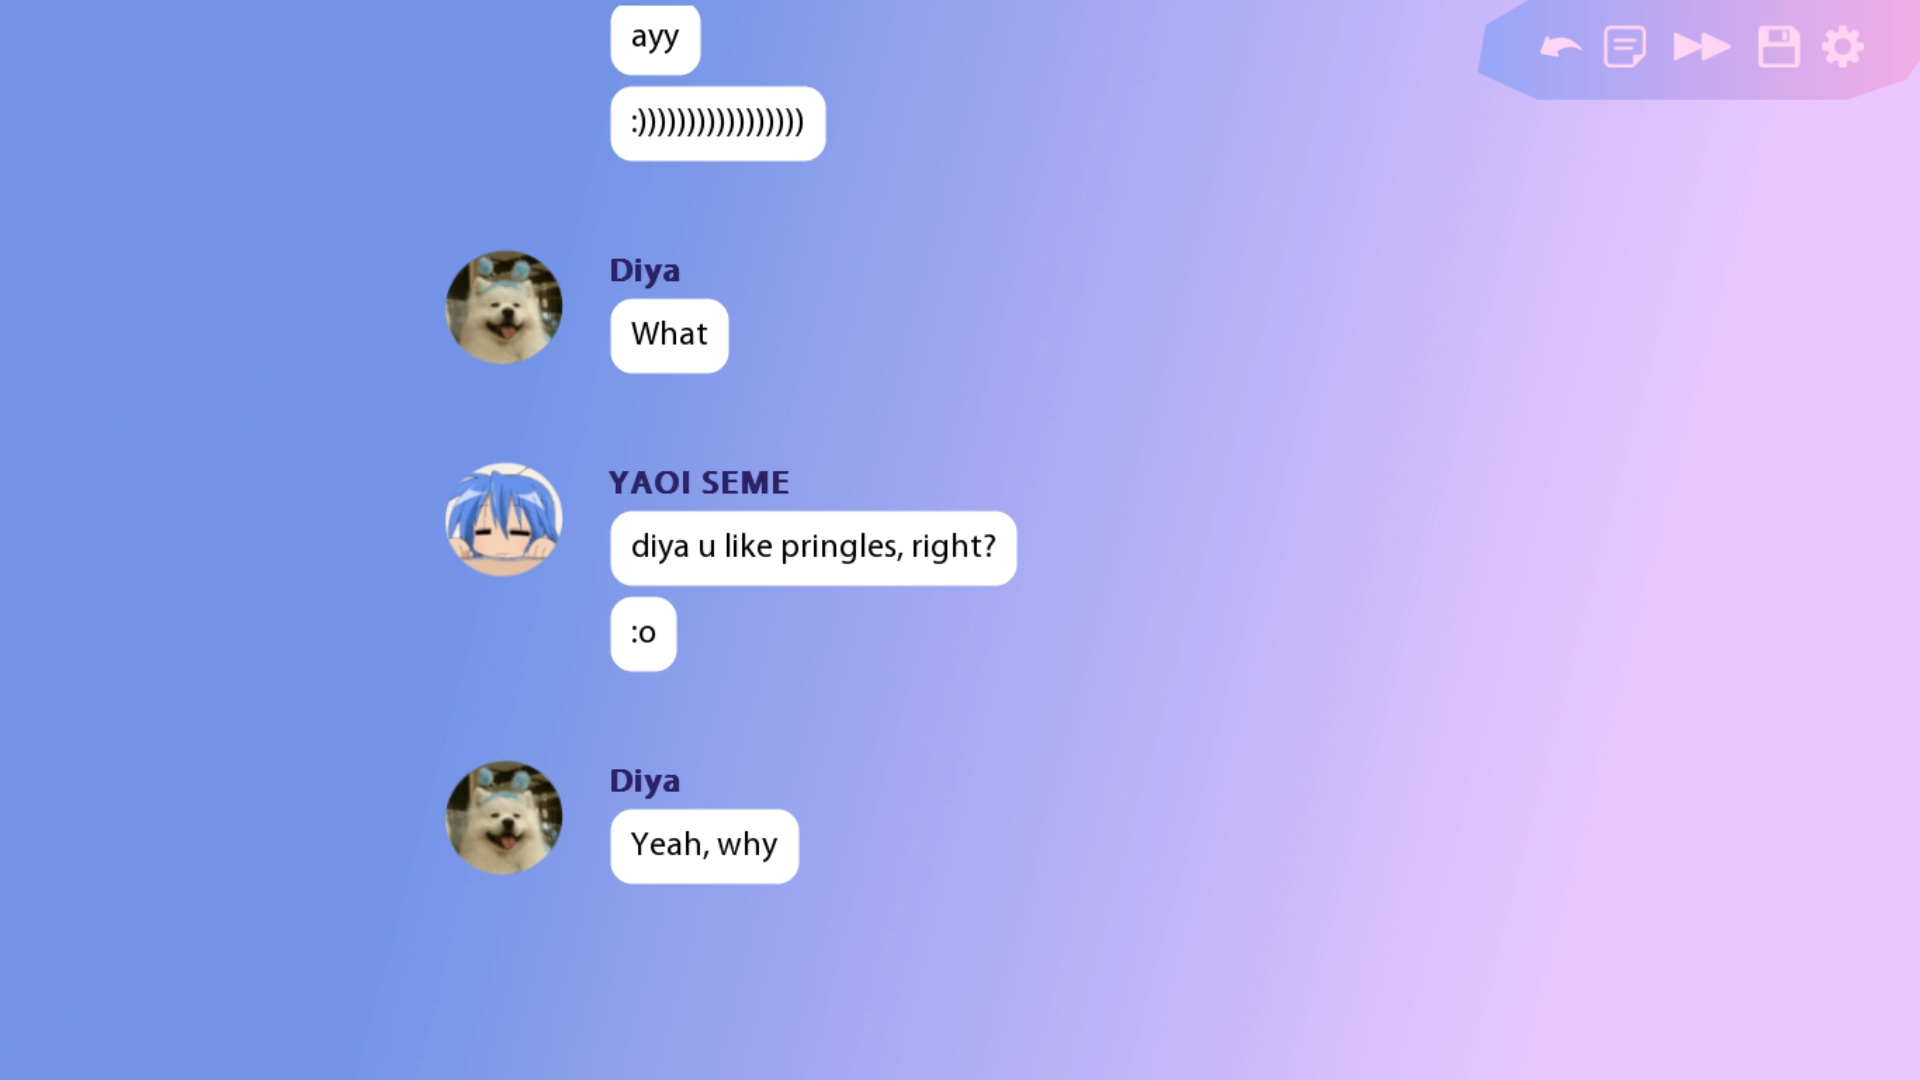 ayy
:)))))))))))))))))
Diya
What
YAOI SEME
diya u like pringles, right?
:o
Diya
Yeah, why